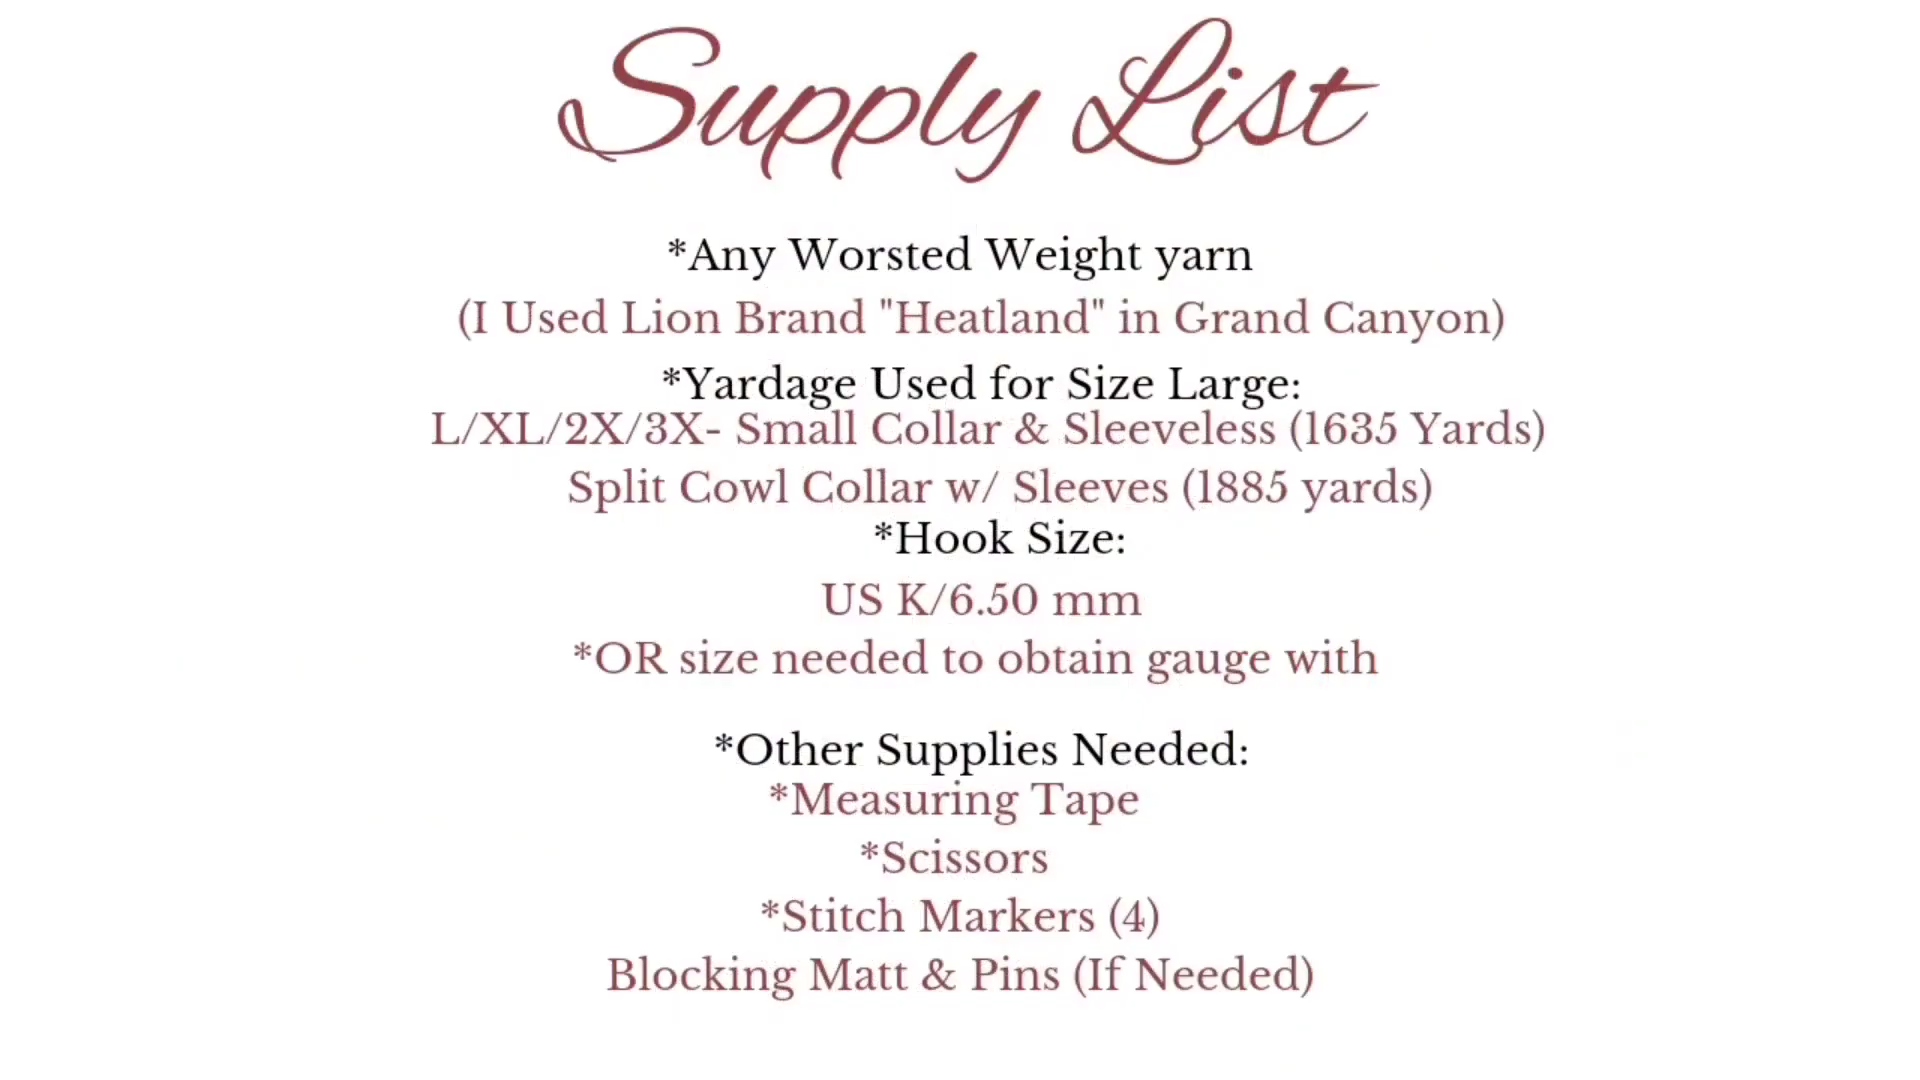 Supply List
*Any Worsted Weight yarn
(I Used Lion Brand "Heatland" in Grand Canyon)
*Yardage Used for Size Large:
L/XL/2X/3X- Small Collar & Sleeveless (1635 Yards)
Split Cowl Collar w/ Sleeves (1885 yards)
*Hook Size:
US K/6.50 mm
*OR size needed to obtain gauge with
*Other Supplies Needed:
*Measuring Tape
*Scissors
*Stitch Markers (4)
Blocking Matt & Pins (If Needed)